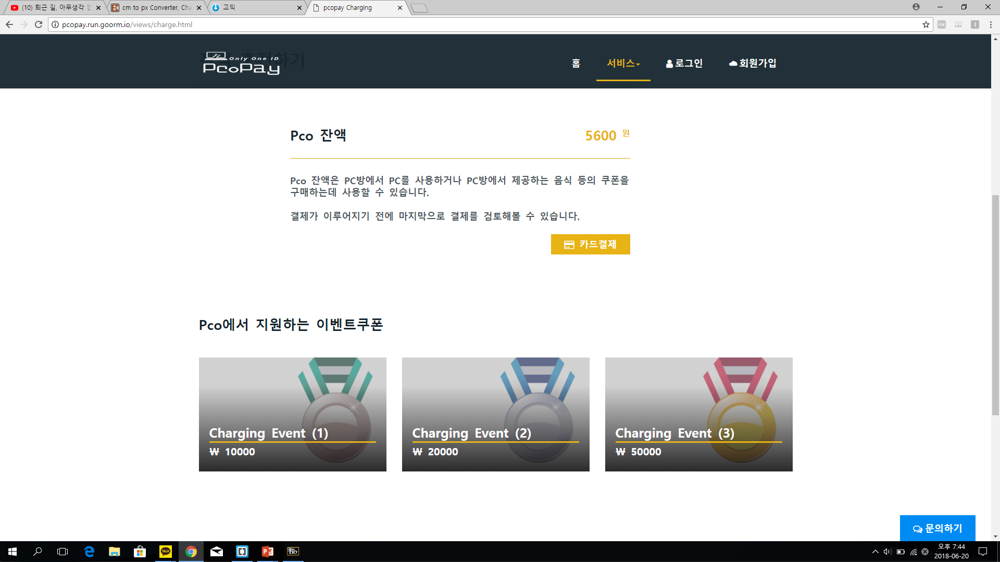 (10) 퇴근 길, 아무생각
cm to px Converter, Cha
고딕
pcopay Charging
pcopay.run.goorm.io/views/charge.html
Only One ID
PcoPay
홈
서비스
로그인
회원가입
Pco 잔액
5600 원
Pco 잔액은 PC방에서 PC를 사용하거나 PC방에서 제공하는 음식 등의 쿠폰을
구매하는데 사용할 수 있습니다.
결제가 이루어지기 전에 마지막으로 결제를 검토해볼 수 있습니다.
카드결제
Pco에서 지원하는 이벤트쿠폰
Charging Event (1)
₩ 10000
Charging Event (2)
₩ 20000
Charging Event (3)
₩ 50000
문의하기
TALK
Bb
오후 7:44
2018-06-20